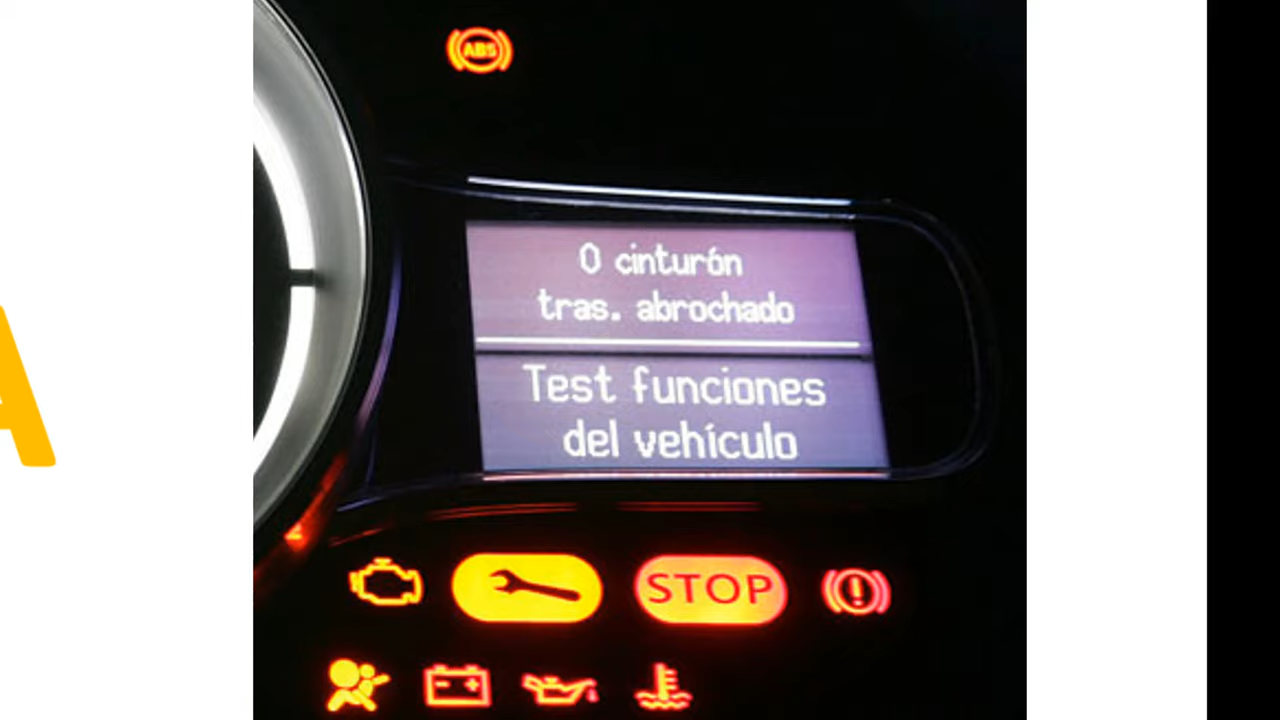 ABS
0 cinturón
tras. abrochado
Test funciones
del vehículo
STOP
A